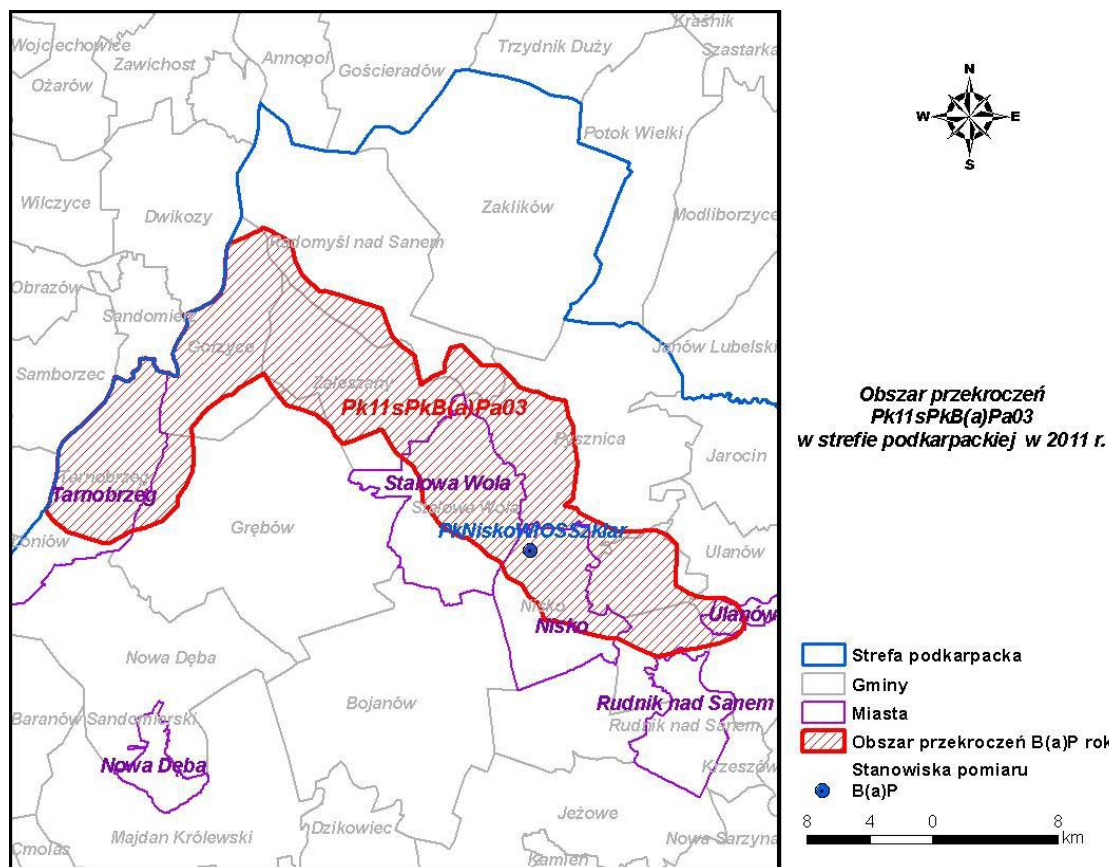 Wojciechowice
Zawichost
Annopol
Gościeradów
Trzydnik Duży
Kraśnik
Szastarka
Ożarów
Potok Wielki
Wilczyce
Dwikozy
Zaklików
Modliborzyce
Radomyśl nad Sanem
Obrazów
Sandomierz
Samborzec
Gorzyce
Janów Lubelski
Zaleszany
Pk11sPkB(a)Pa03
Pysznica
Jarocin
Tarnobrzeg
Tarnobrzeg
Stalowa Wola
Stalowa Wola
Grębów
PkNiskoWIOSSzklar
Łoniów
Ulanów
Nisko
Nisko
Ulanów
Nowa Dęba
Bojanów
Rudnik nad Sanem
Rudnik nad Sanem
Baranów Sandomierski
Nowa Dęba
Krzeszów
Jeżowe
Majdan Królewski
Dzikowiec
Nowa Sarzyna
Cmolas
Kamień
N
W E
S
Obszar przekroczeń
Pk11sPkB(a)Pa03
w strefie podkarpackiej w 2011 r.
Strefa podkarpacka
Gminy
Miasta
Obszar przekroczeń B(a)P rok
Stanowiska pomiaru
B(a)P
8 4 0 8
km